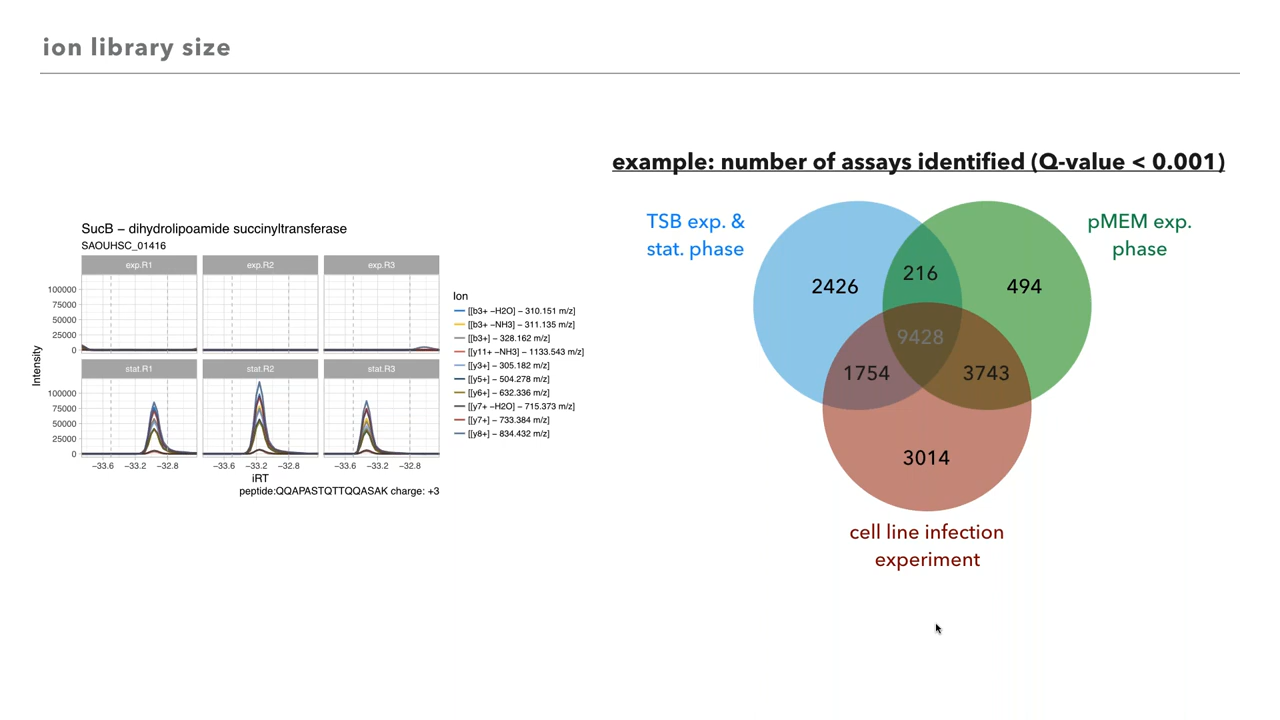 ion library size
example: number of assays identified (Q-value < 0.001)
SucB − dihydrolipoamide succinyltransferase
SAOUHSC_01416
exp.R1 exp.R2 exp.R3
100000
75000
50000
25000
0
stat.R1 stat.R2 stat.R3
100000
75000
50000
25000
0
−33.6 −33.2 −32.8 −33.6 −33.2 −32.8 −33.6 −33.2 −32.8
Intensity
iRT
peptide:QQAPASTQTTQQASAK charge: +3
Ion
[[b3+ −H2O] − 310.151 m/z]
[[b3+ −NH3] − 311.135 m/z]
[[b3+] − 328.162 m/z]
[[y11+ −NH3] − 1133.543 m/z]
[[y3+] − 305.182 m/z]
[[y5+] − 504.278 m/z]
[[y6+] − 632.336 m/z]
[[y7+ −H2O] − 715.373 m/z]
[[y7+] − 733.384 m/z]
[[y8+] − 834.432 m/z]
TSB exp. &
stat. phase
pMEM exp.
phase
2426
216
494
9428
1754
3743
3014
cell line infection
experiment